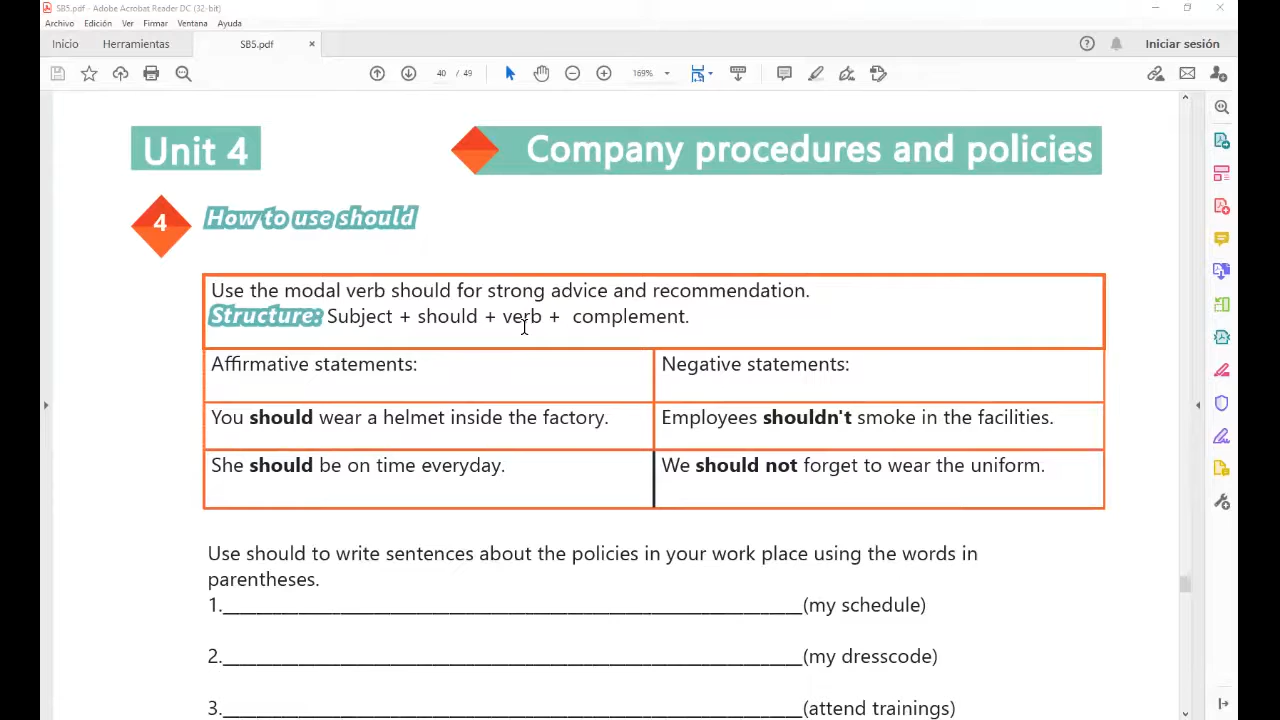 SB5.pdf - Adobe Acrobat Reader DC (32-bit)
Archivo Edición Ver Firmar Ventana Ayuda
Inicio Herramientas SB5.pdf × Iniciar sesión
40 / 49 169%
Unit 4 Company procedures and policies
4 How to use should
Use the modal verb should for strong advice and recommendation.
Structure: Subject + should + verb + complement.
Affirmative statements: Negative statements:
You should wear a helmet inside the factory. Employees shouldn't smoke in the facilities.
She should be on time everyday. We should not forget to wear the uniform.
Use should to write sentences about the policies in your work place using the words in
parentheses.
1.____________________________________________________(my schedule)
2.____________________________________________________(my dresscode)
3.____________________________________________________(attend trainings)